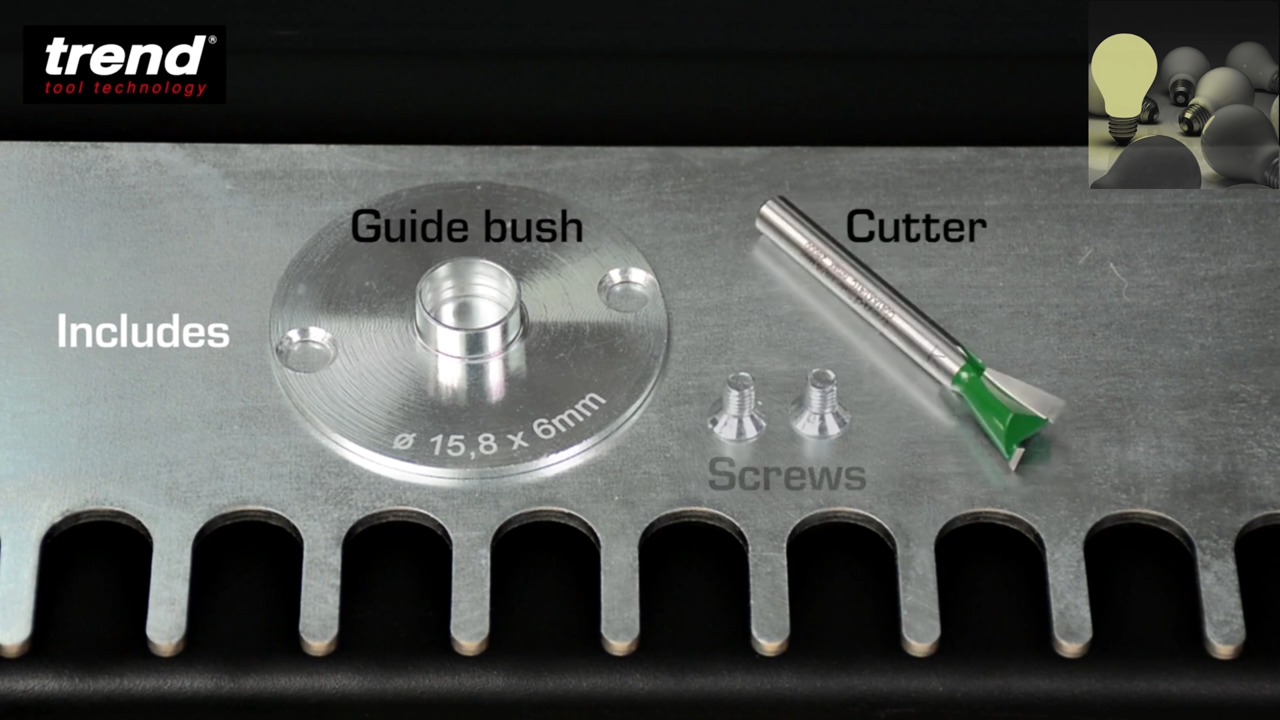 trend®
tool technology
Guide bush
Cutter
Includes
ø 15,8 x 6mm
Screws